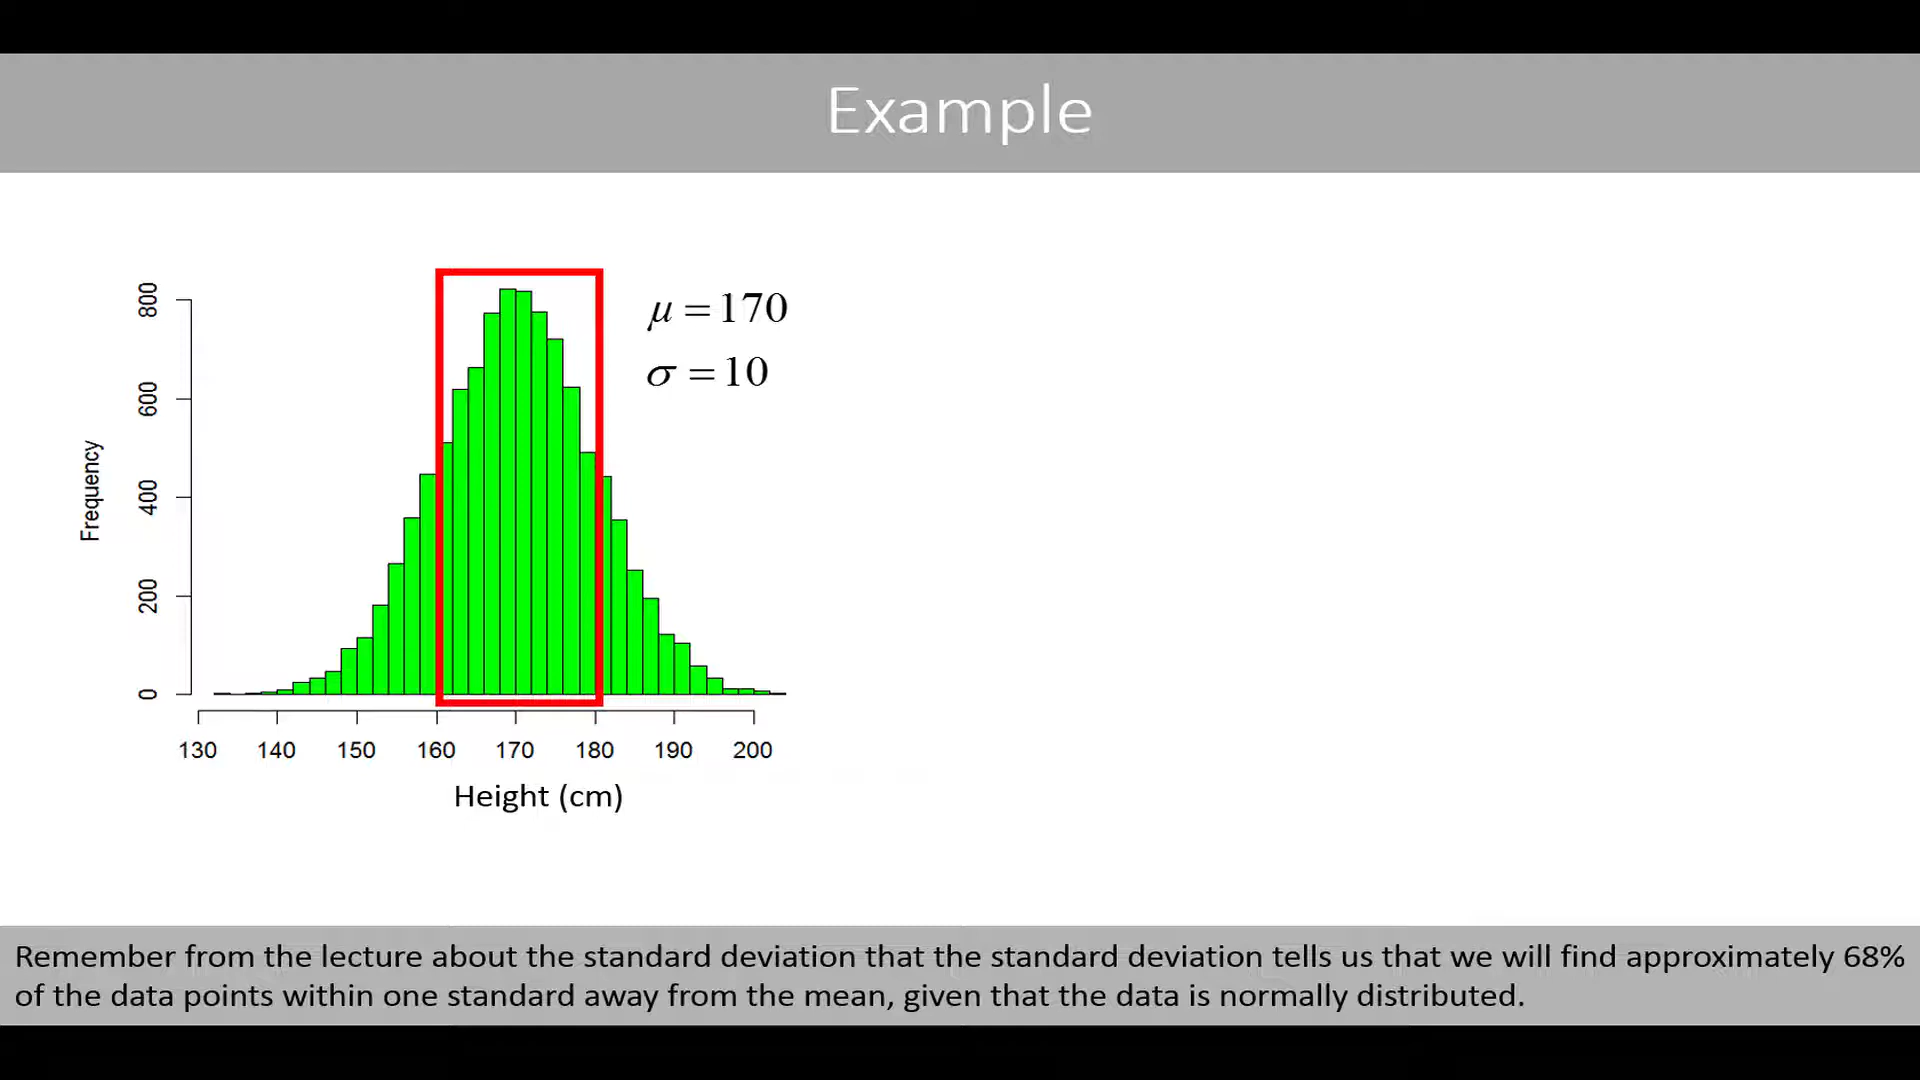 Example
μ = 170
σ = 10
800
600
400
200
0
Frequency
130 140 150 160 170 180 190 200
Height (cm)
Remember from the lecture about the standard deviation that the standard deviation tells us that we will find approximately 68%
of the data points within one standard away from the mean, given that the data is normally distributed.